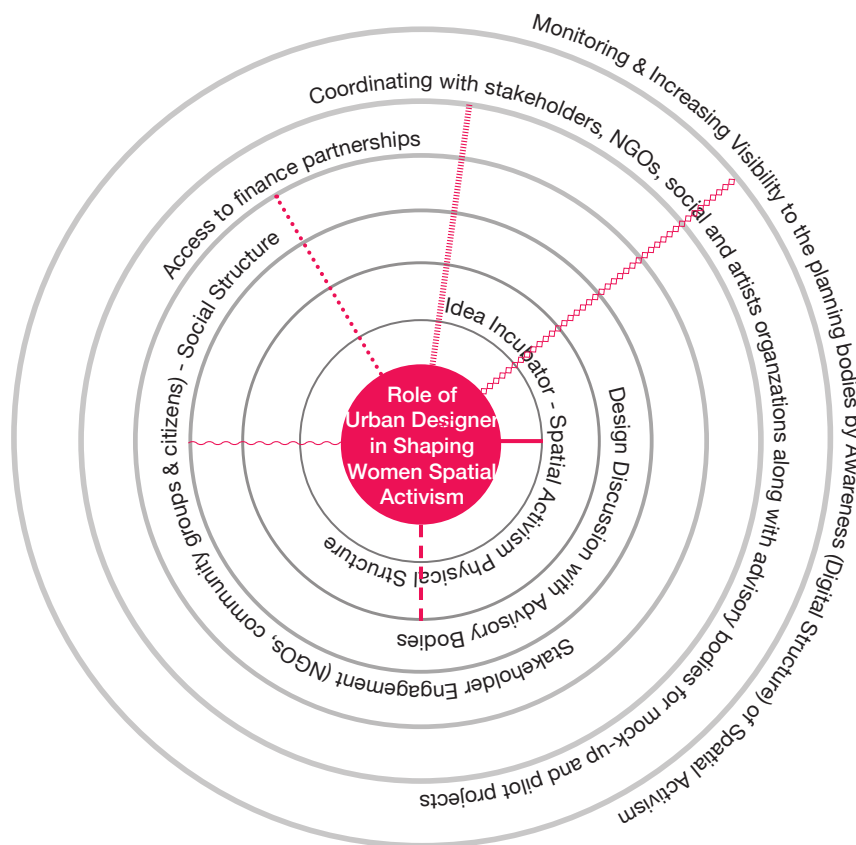 Role of
Urban Designer
in Shaping
Women Spatial
Activism
Idea Incubator - Spatial Activism Physical Structure
Design Discussion with Advisory Bodies
Stakeholder Engagement (NGOs, community groups & citizens) - Social Structure
Access to finance partnerships
Coordinating with stakeholders, NGOs, social and artists organzations along with advisory bodies for mock-up and pilot projects
Monitoring & Increasing Visibility to the planning bodies by Awareness (Digital Structure) of Spatial Activism